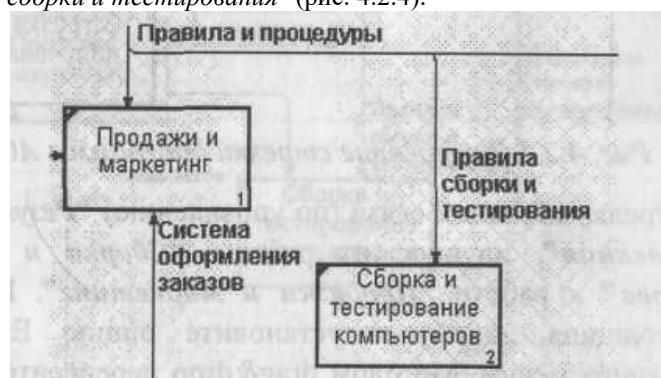 сборки и тестирования" (рис. 4.2.4).
Правила и процедуры
Продажи и
маркетинг
1
Правила
сборки и
тестирования
Система
оформления
заказов
Сборка и
тестирование
компьютеров
2